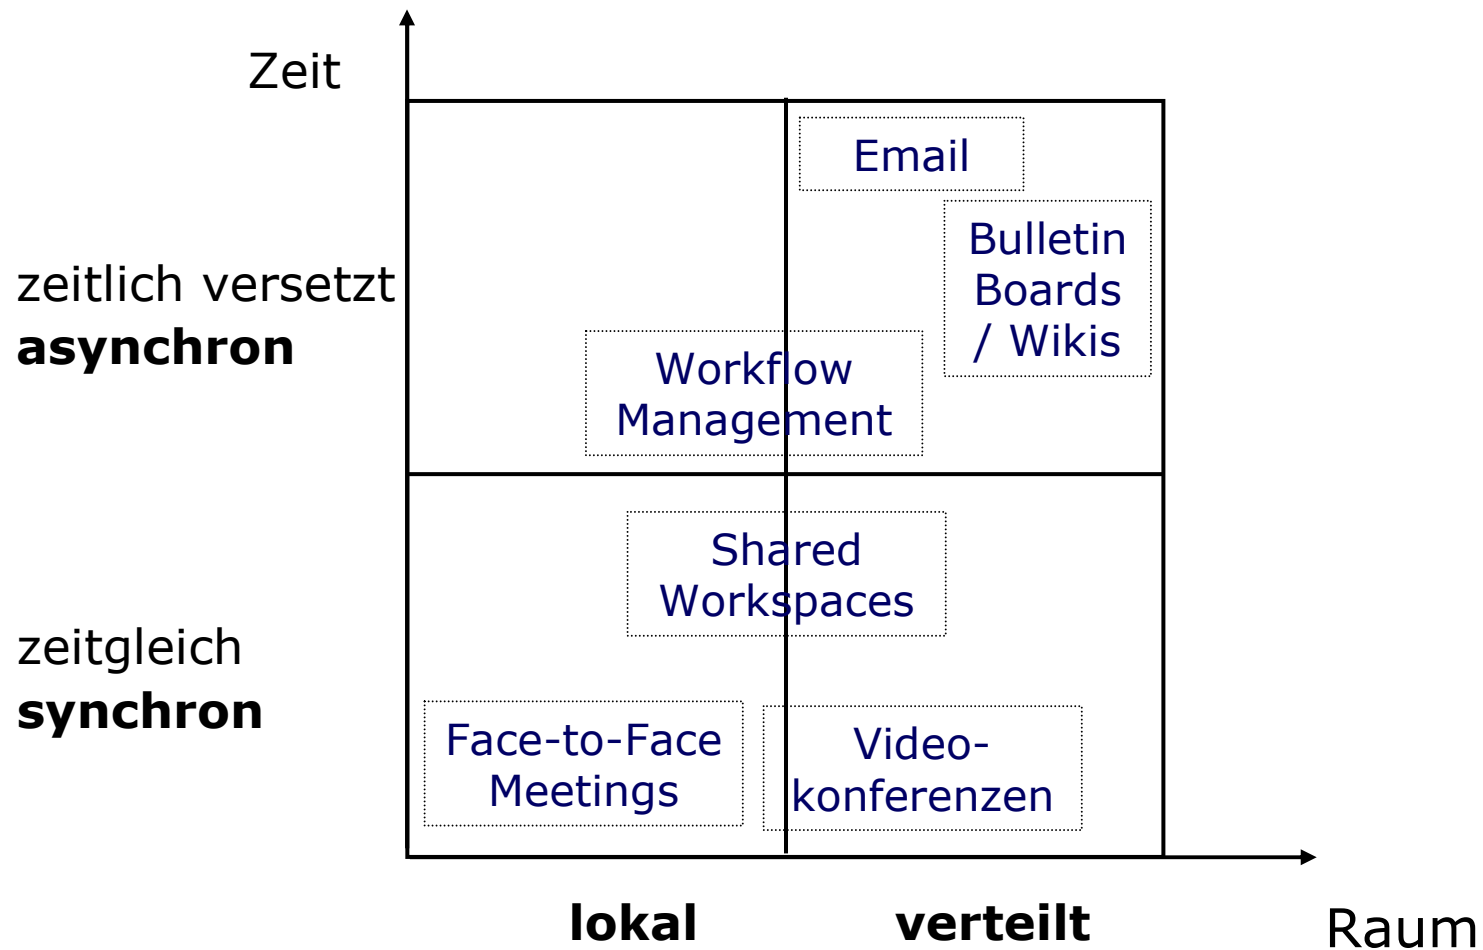 Zeit
Email
Bulletin
Boards
/ Wikis
zeitlich versetzt
asynchron
Workflow
Management
Shared
Workspaces
zeitgleich
synchron
Face-to-Face
Meetings
Video-
konferenzen
lokal
verteilt
Raum